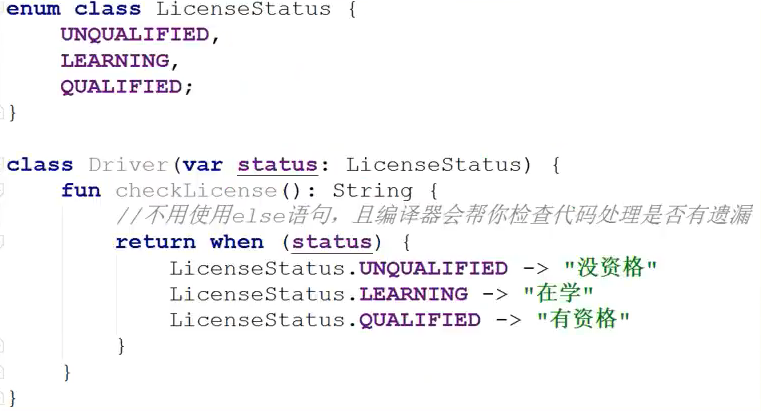 enum class LicenseStatus {
    UNQUALIFIED,
    LEARNING,
    QUALIFIED;
}
class Driver(var status: LicenseStatus) {
    fun checkLicense(): String {
        //不用使用else语句，且编译器会帮你检查代码处理是否有遗漏
        return when (status) {
            LicenseStatus.UNQUALIFIED -> "没资格"
            LicenseStatus.LEARNING -> "在学"
            LicenseStatus.QUALIFIED -> "有资格"
        }
    }
}